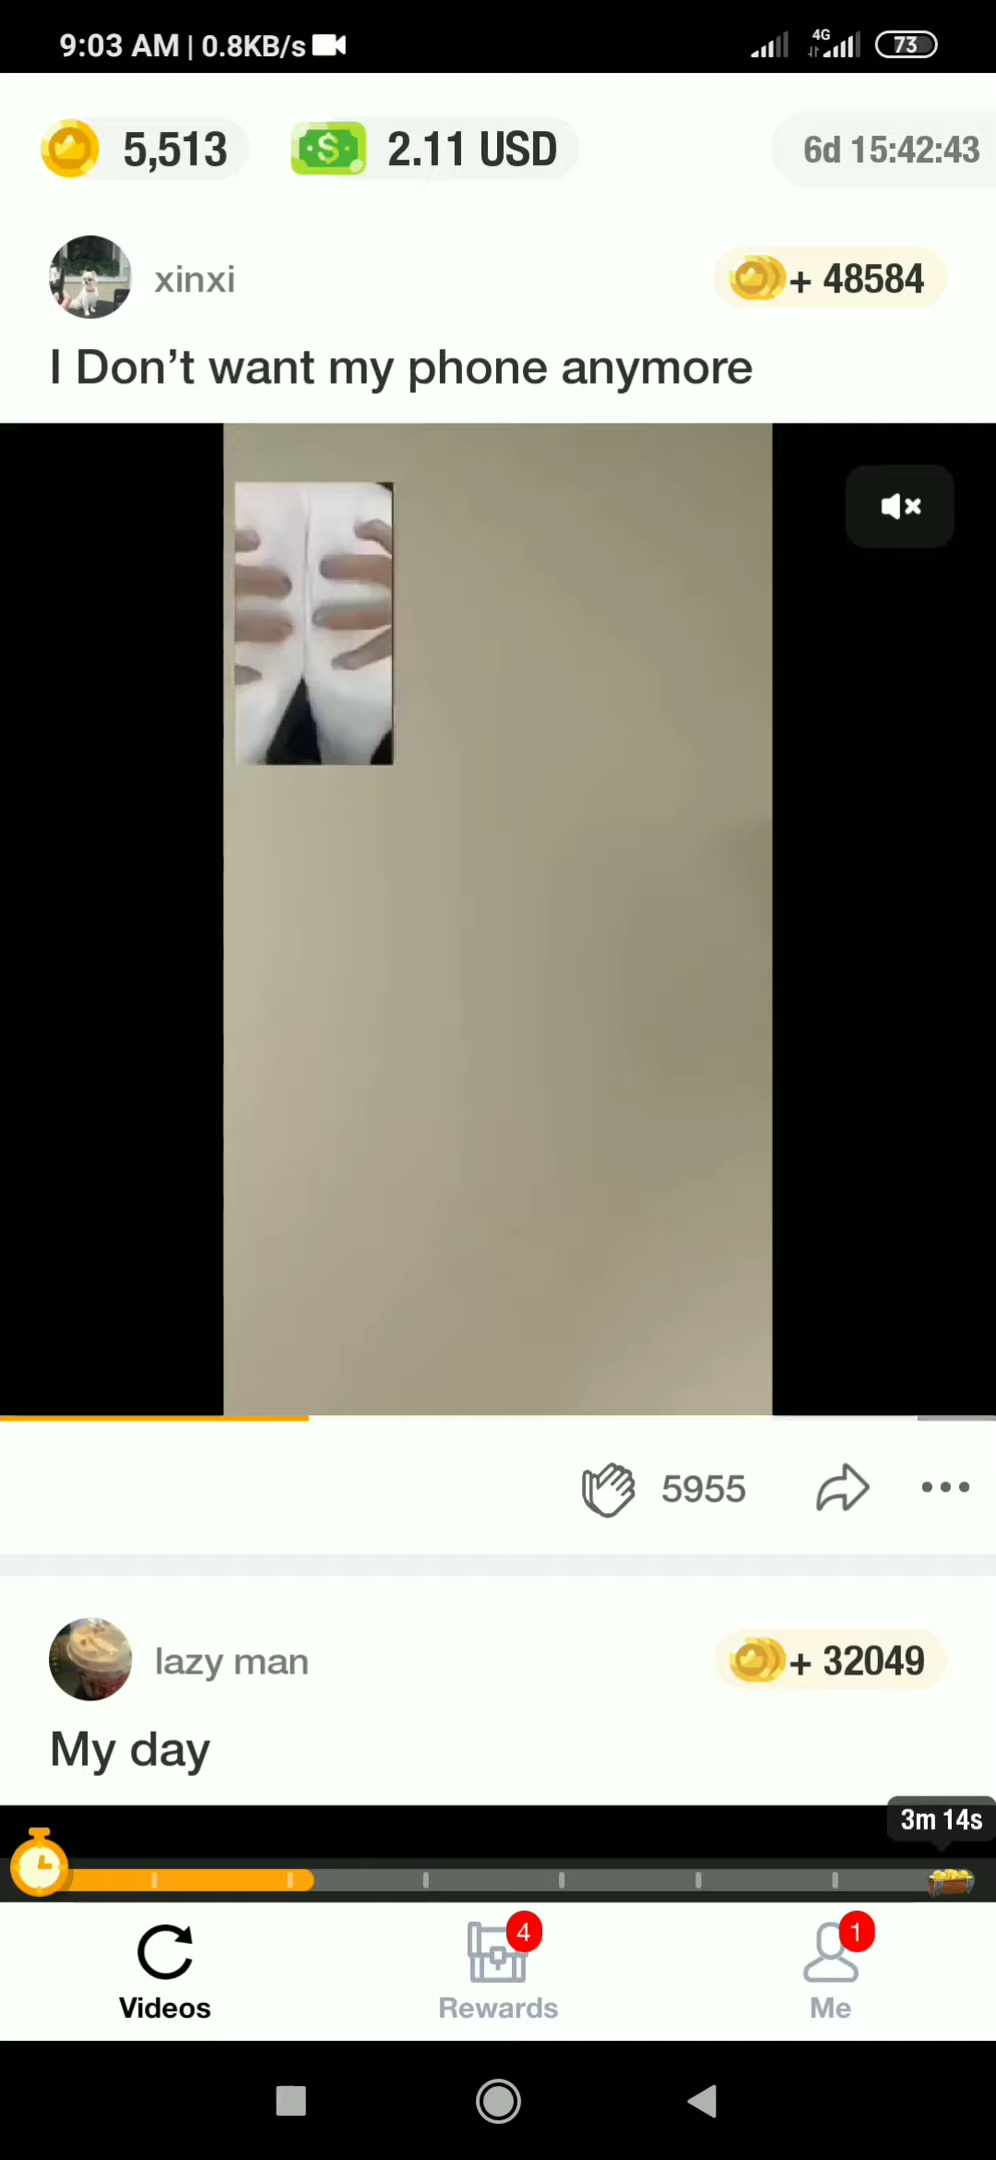 9:03 AM | 0.8KB/s 4G 73
5,513 2.11 USD 6d 15:42:43
xinxi + 48584
I Don’t want my phone anymore
5955
lazy man + 32049
My day
3m 14s
4 1
Videos Rewards Me